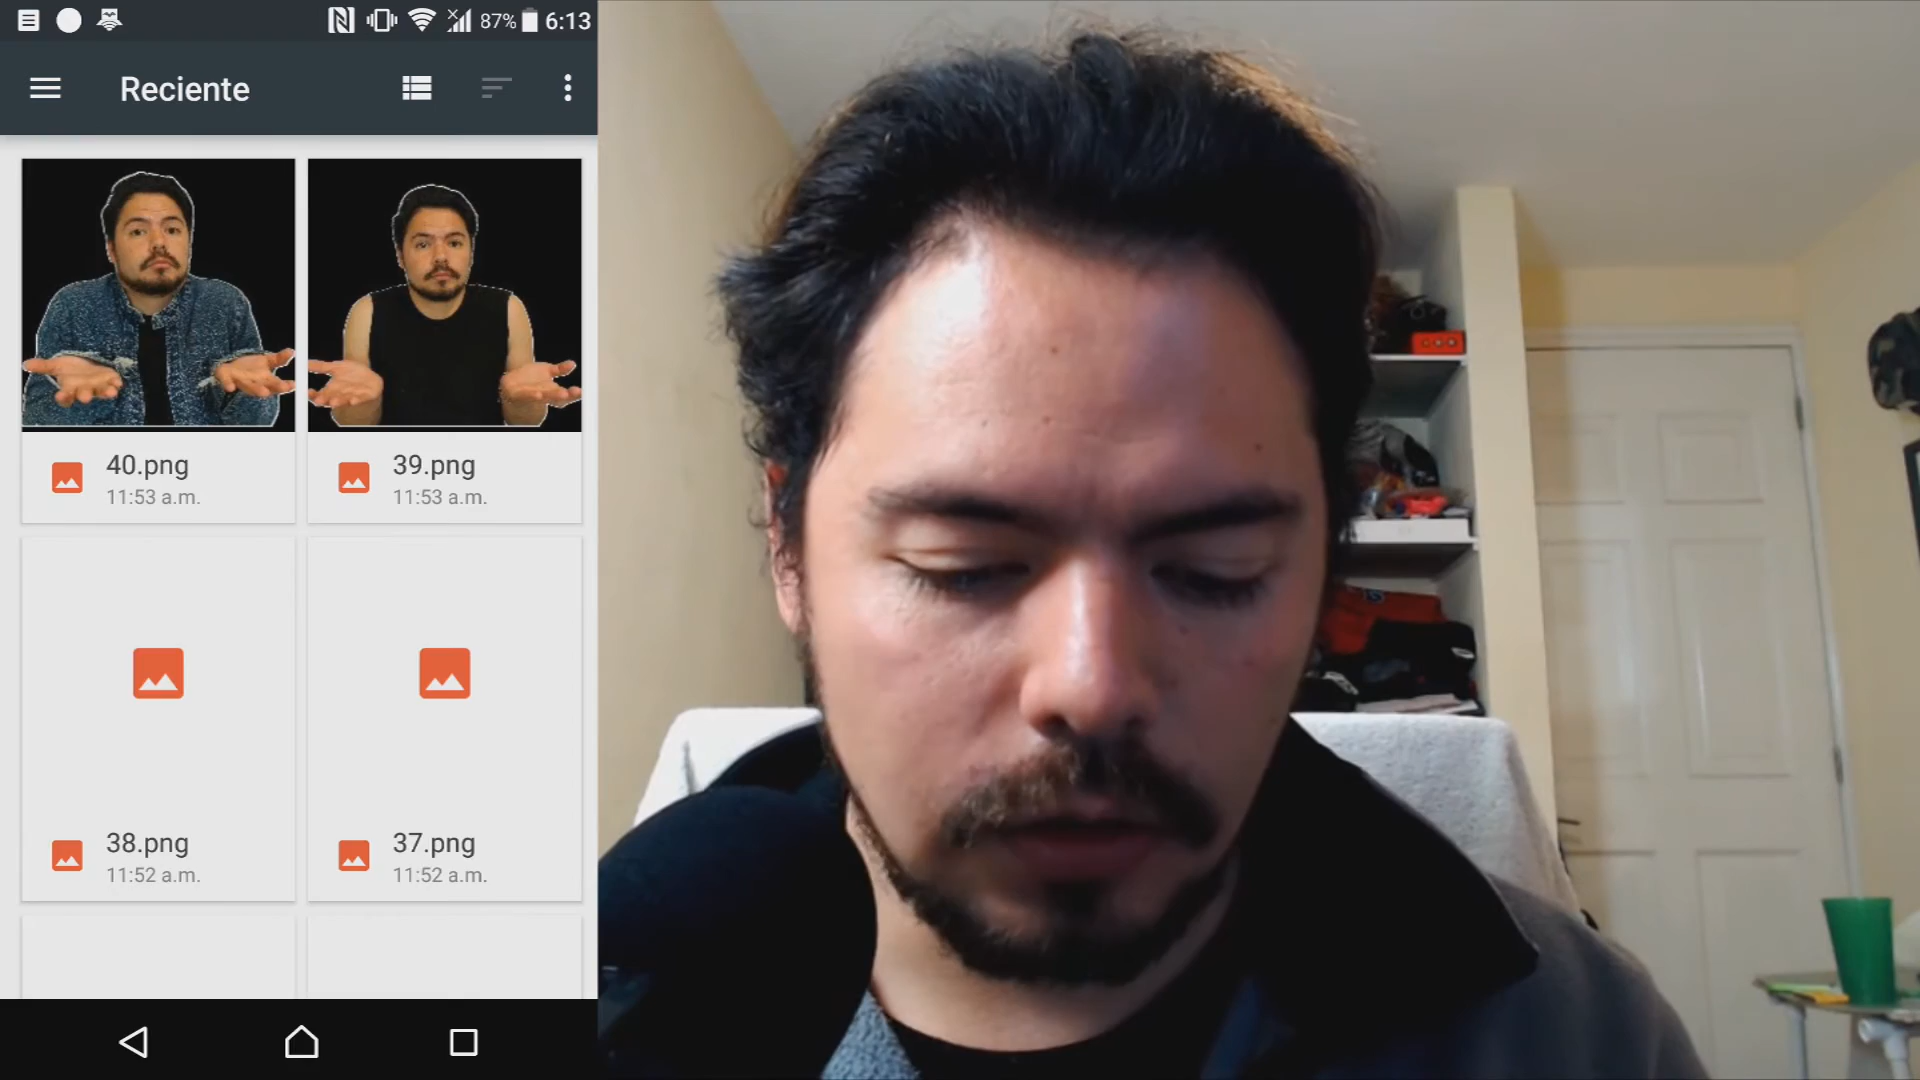 87% 6:13
Reciente
40.png
11:53 a.m.
39.png
11:53 a.m.
38.png
11:52 a.m.
37.png
11:52 a.m.